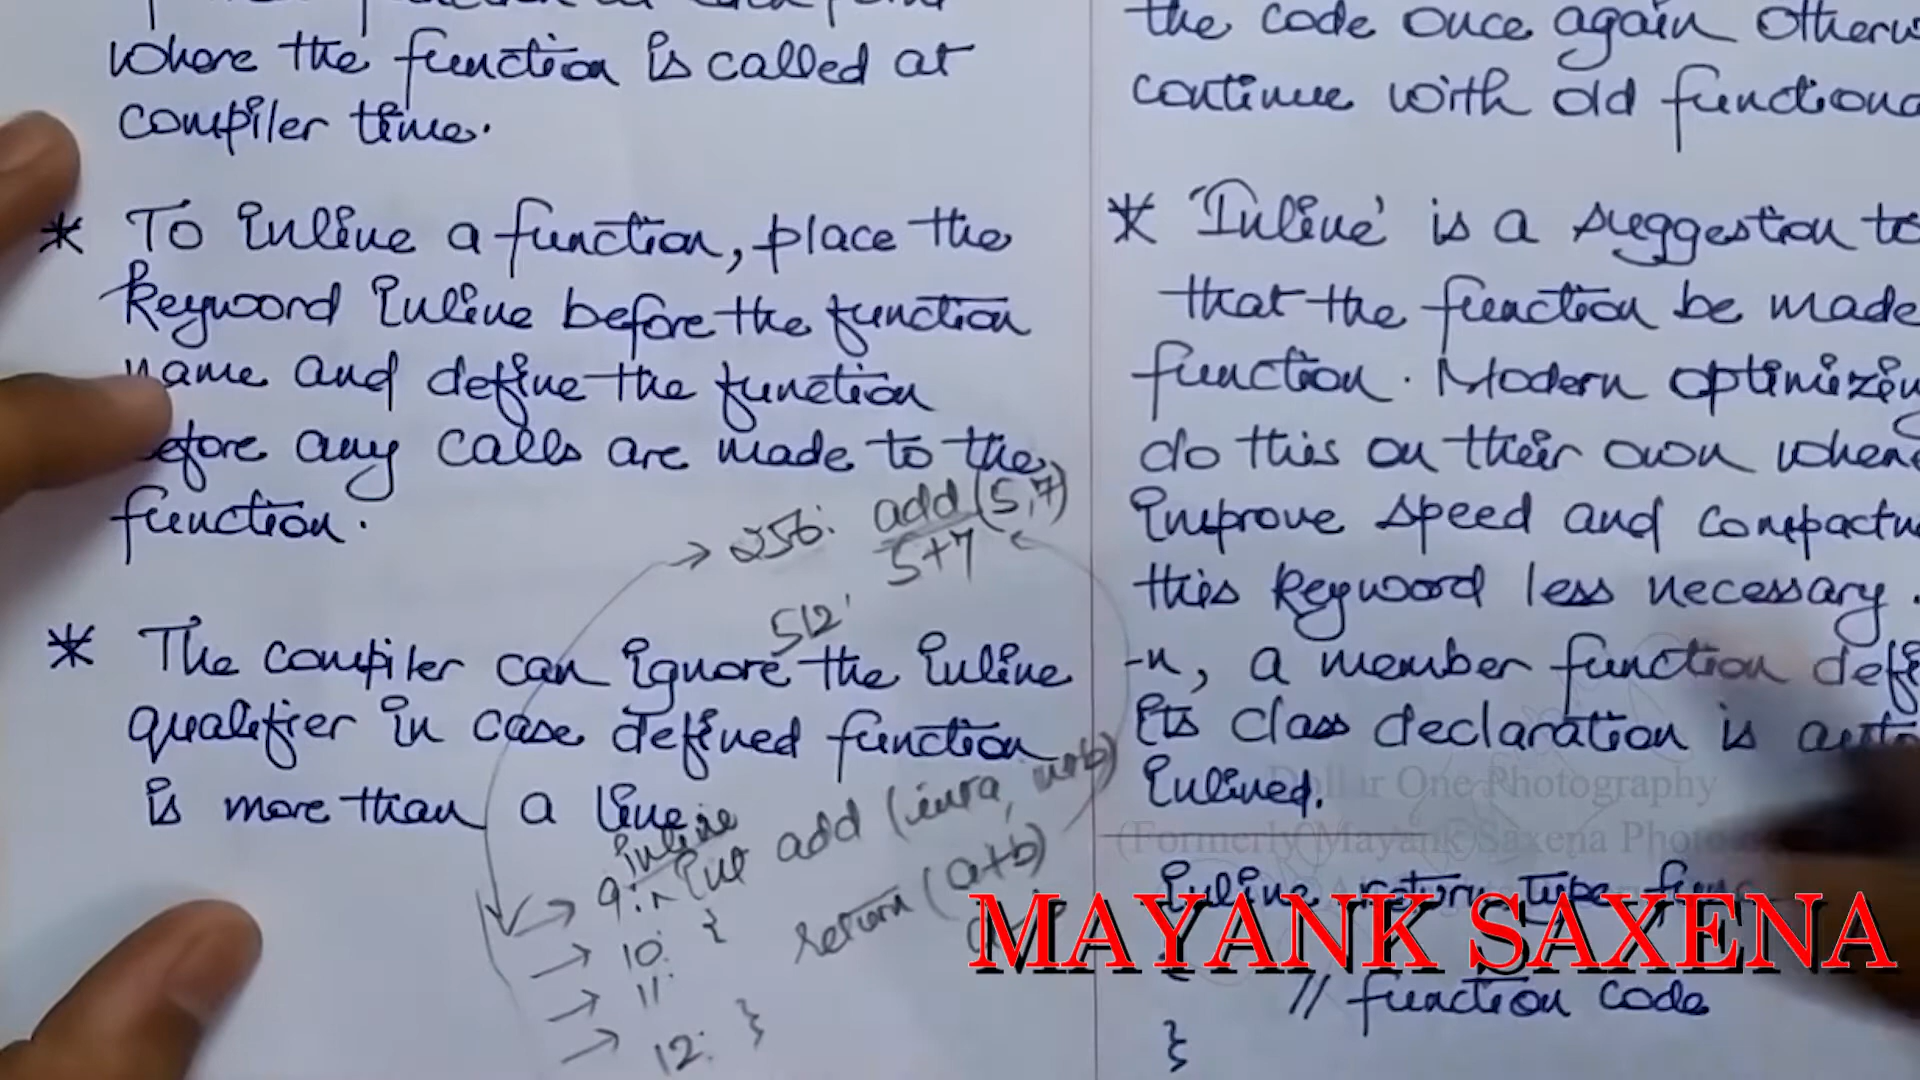 where the function is called at
compiler time.
* To inline a function, place the
keyword inline before the function
name and define the function
before any calls are made to the
function.
256: add (5,7)
5+7
512
* The compiler can ignore the inline
qualifier in case defined function
is more than a line.
inline
9: int add (int a, int b)
10: {
return (a+b)
11:
12: }
the code once again otherw
continue with old functiona
* 'Inline' is a suggestion to
that the function be made
function. Modern optimizing
do this on their own when
improve speed and compactn
this keyword less necessary.
-n, a member function def
its class declaration is auto
inlined.
Dollar One Photography
(Formerly Mayank Saxena Photo
inline return type func
{
// function code
}
MAYANK SAXENA